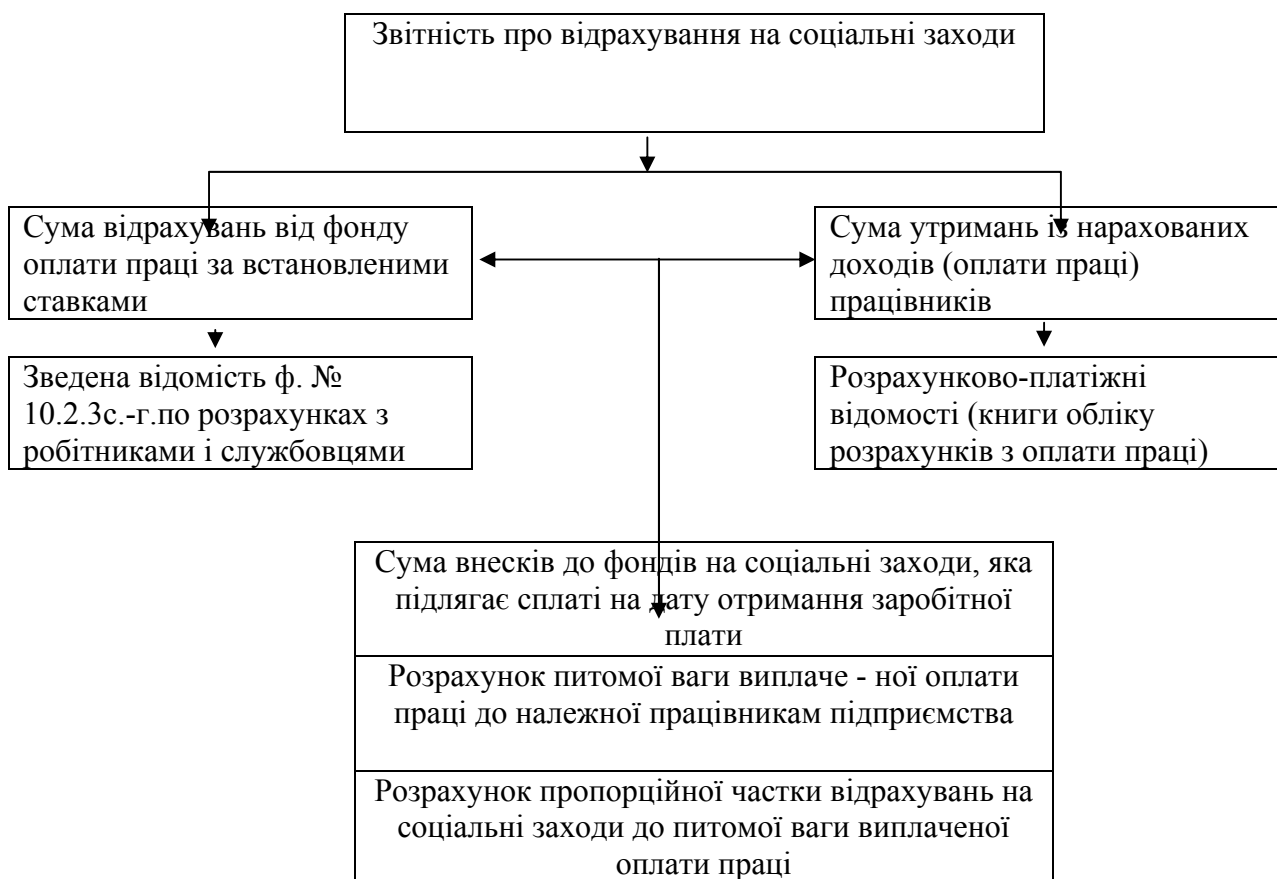 Звітність про відрахування на соціальні заходи
Сума відрахувань від фонду
оплати праці за встановленими
ставками
Сума утримань із нарахованих
доходів (оплати праці)
працівників
Зведена відомість ф. №
10.2.3с.-г.по розрахунках з
робітниками і службовцями
Розрахунково-платіжні
відомості (книги обліку
розрахунків з оплати праці)
Сума внесків до фондів на соціальні заходи, яка
підлягає сплаті на дату отримання заробітної
плати
Розрахунок питомої ваги виплаче - ної оплати
праці до належної працівникам підприємства
Розрахунок пропорційної частки відрахувань на
соціальні заходи до питомої ваги виплаченої
оплати праці